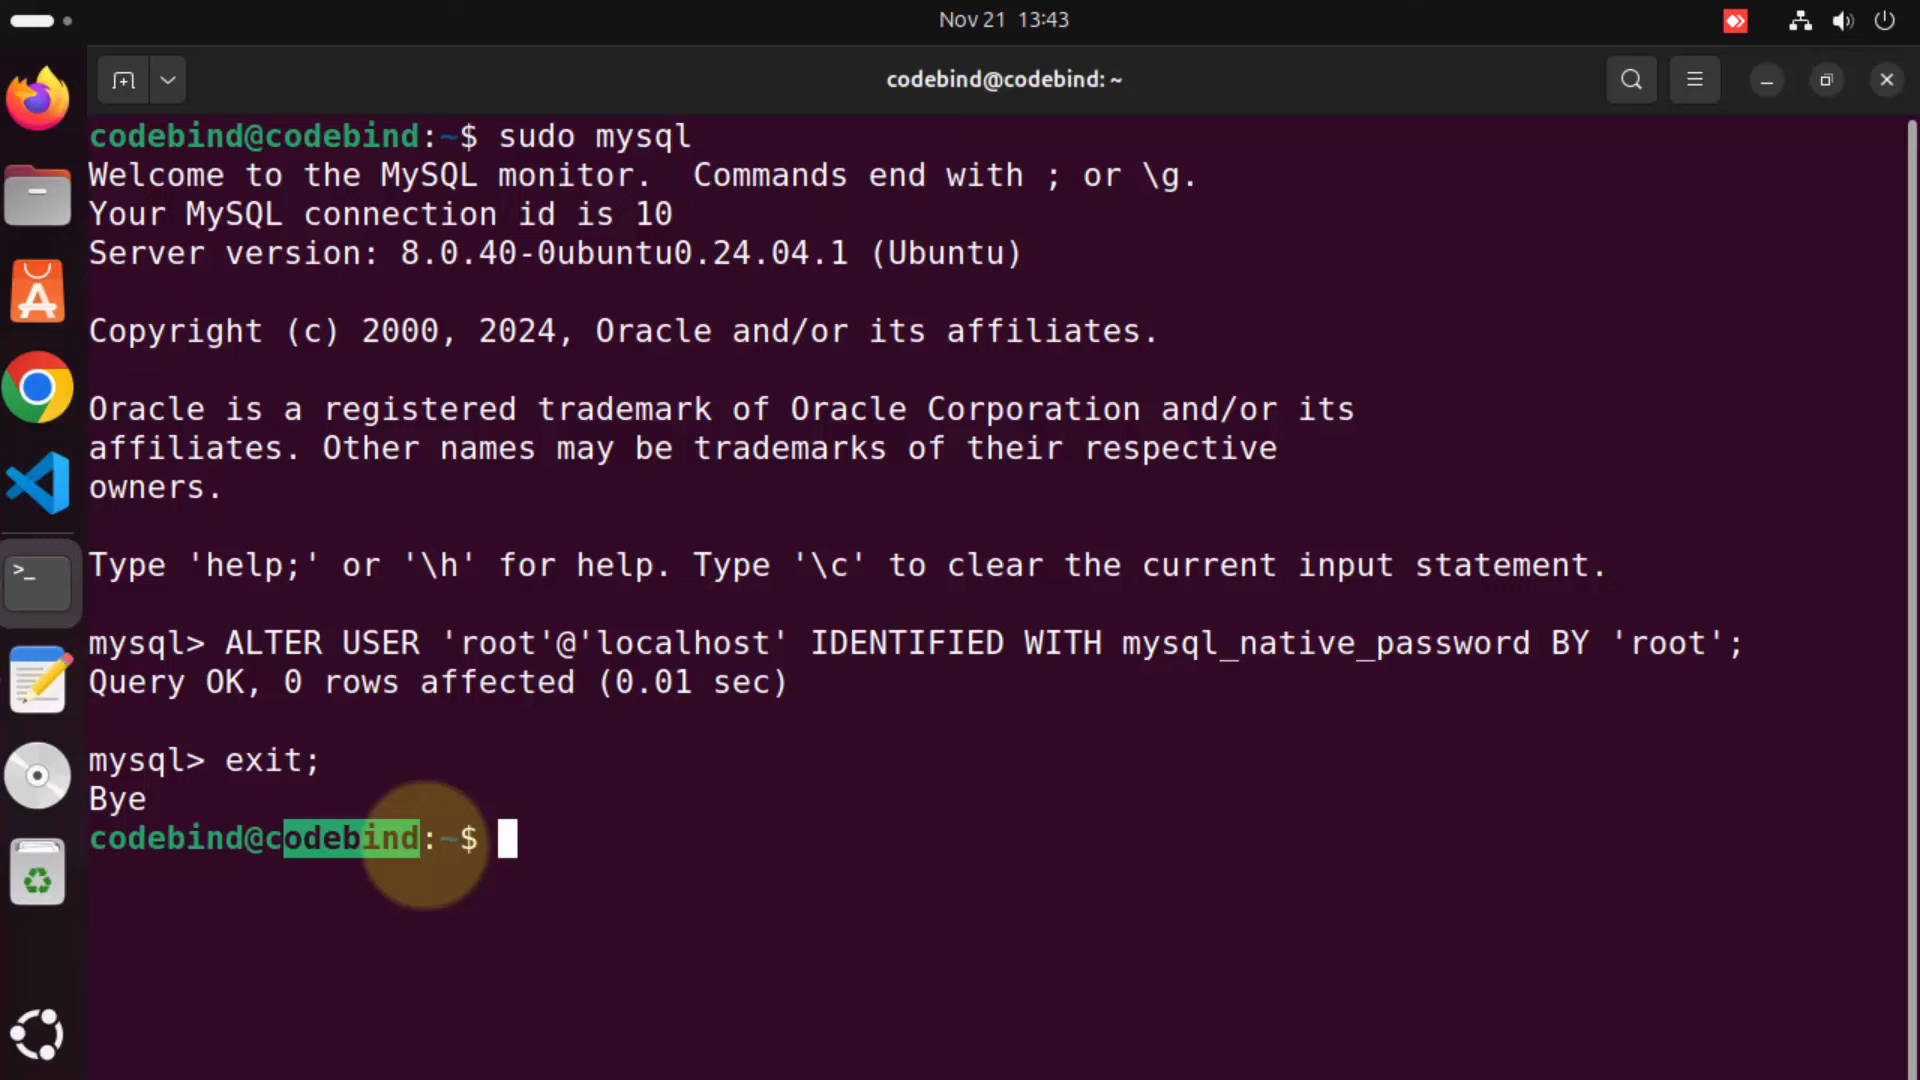 Nov 21 13:43
codebind@codebind: ~
codebind@codebind:~$ sudo mysql
Welcome to the MySQL monitor.  Commands end with ; or \g.
Your MySQL connection id is 10
Server version: 8.0.40-0ubuntu0.24.04.1 (Ubuntu)
Copyright (c) 2000, 2024, Oracle and/or its affiliates.
Oracle is a registered trademark of Oracle Corporation and/or its
affiliates. Other names may be trademarks of their respective
owners.
Type 'help;' or '\h' for help. Type '\c' to clear the current input statement.
mysql> ALTER USER 'root'@'localhost' IDENTIFIED WITH mysql_native_password BY 'root';
Query OK, 0 rows affected (0.01 sec)
mysql> exit;
Bye
codebind@codebind:~$